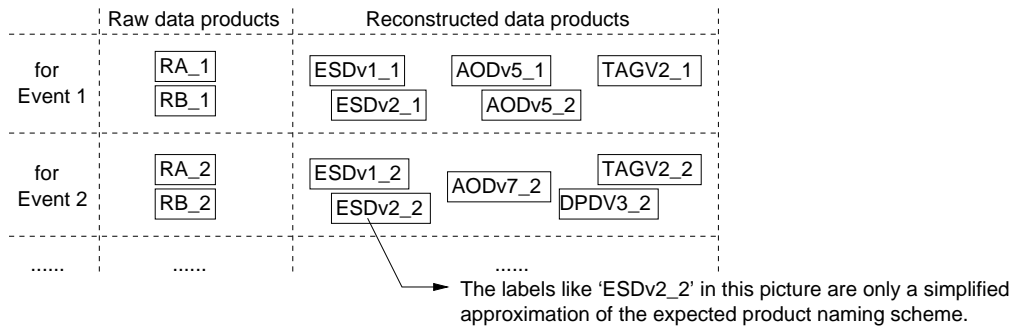 Raw data products Reconstructed data products
for
Event 1
RA_1
RB_1
ESDv1_1 AODv5_1 TAGV2_1
ESDv2_1 AODv5_2
for
Event 2
RA_2
RB_2
ESDv1_2 AODv7_2 TAGV2_2
ESDv2_2 DPDV3_2
...... ...... ......
The labels like ‘ESDv2_2’ in this picture are only a simplified
approximation of the expected product naming scheme.